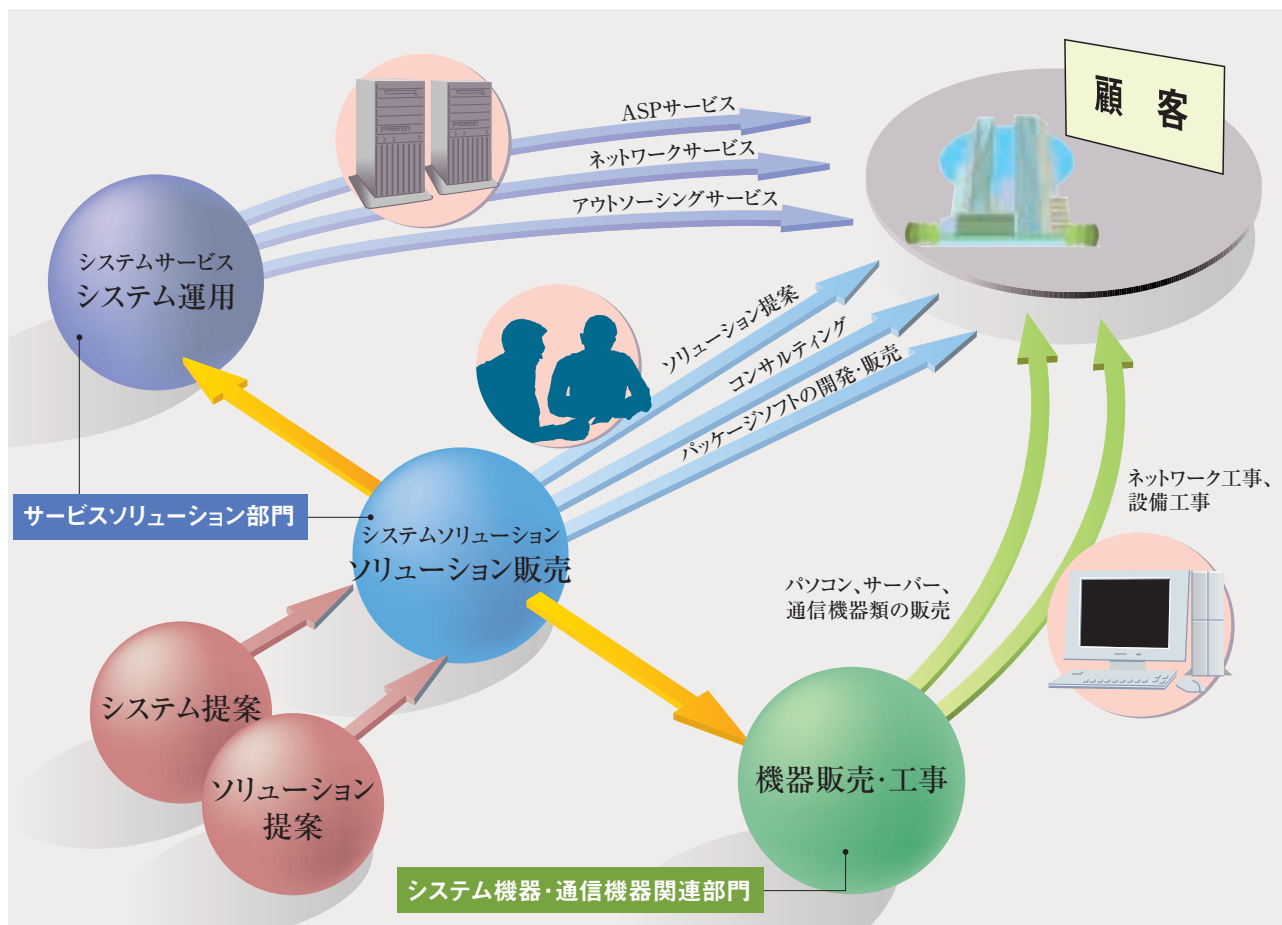 顧客
ASPサービス
ネットワークサービス
アウトソーシングサービス
システムサービス
システム運用
ソリューション提案
コンサルティング
パッケージソフトの開発・販売
サービスソリューション部門
システムソリューション
ソリューション販売
ネットワーク工事、
設備工事
パソコン、サーバー、
通信機器類の販売
システム提案
ソリューション
提案
機器販売・工事
システム機器・通信機器関連部門